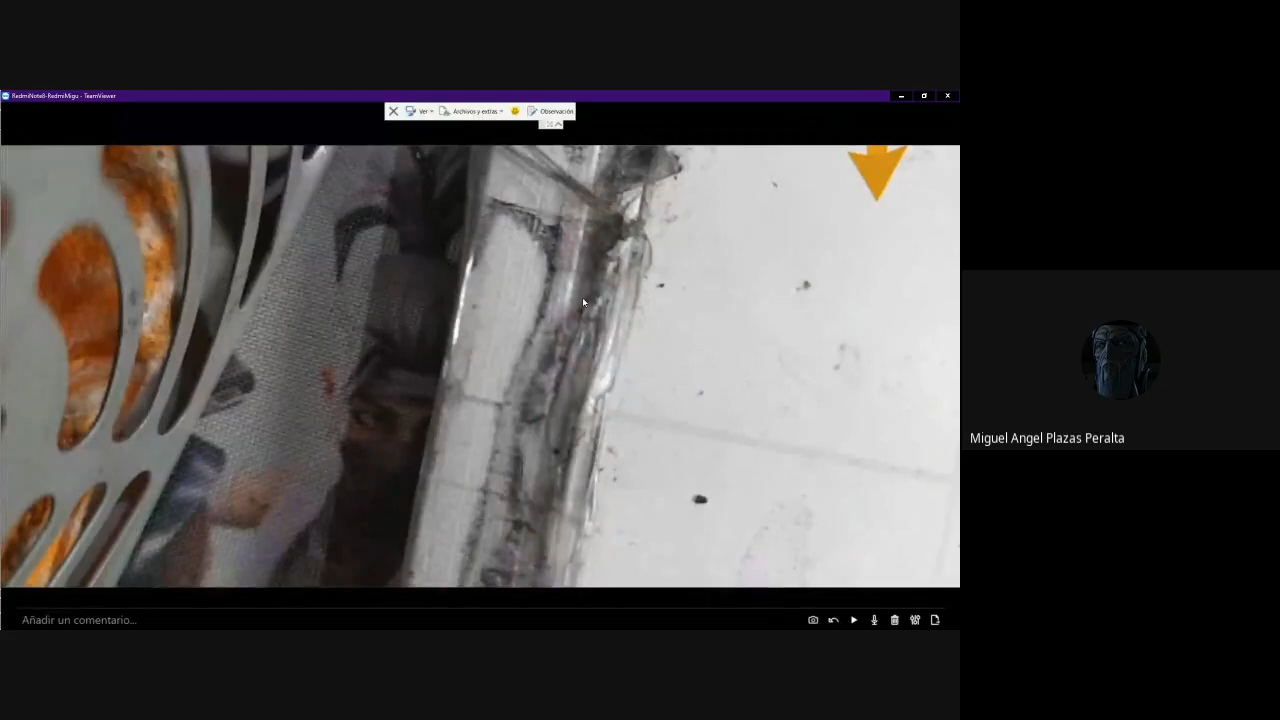 RedmiNote8-RedmiMigu - TeamViewer
Ver
Archivos y extras
Observación
Miguel Angel Plazas Peralta
Añadir un comentario...